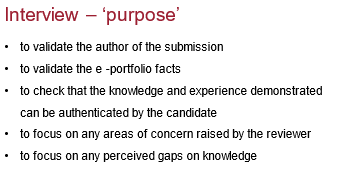 Interview – ‘purpose’
• to validate the author of the submission
• to validate the e -portfolio facts
• to check that the knowledge and experience demonstrated
can be authenticated by the candidate
• to focus on any areas of concern raised by the reviewer
• to focus on any perceived gaps on knowledge